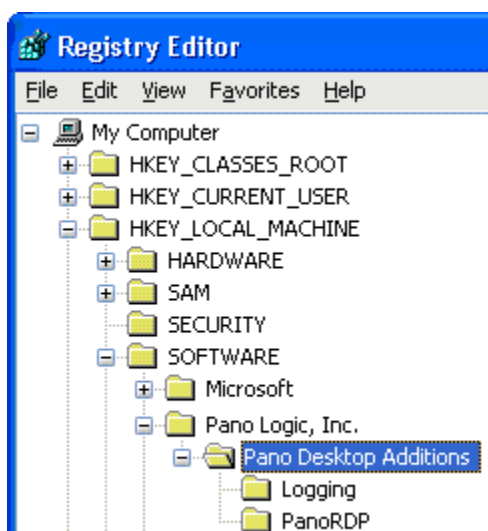 Registry Editor
File Edit View Favorites Help
My Computer
HKEY_CLASSES_ROOT
HKEY_CURRENT_USER
HKEY_LOCAL_MACHINE
HARDWARE
SAM
SECURITY
SOFTWARE
Microsoft
Pano Logic, Inc.
Pano Desktop Additions
Logging
PanoRDP